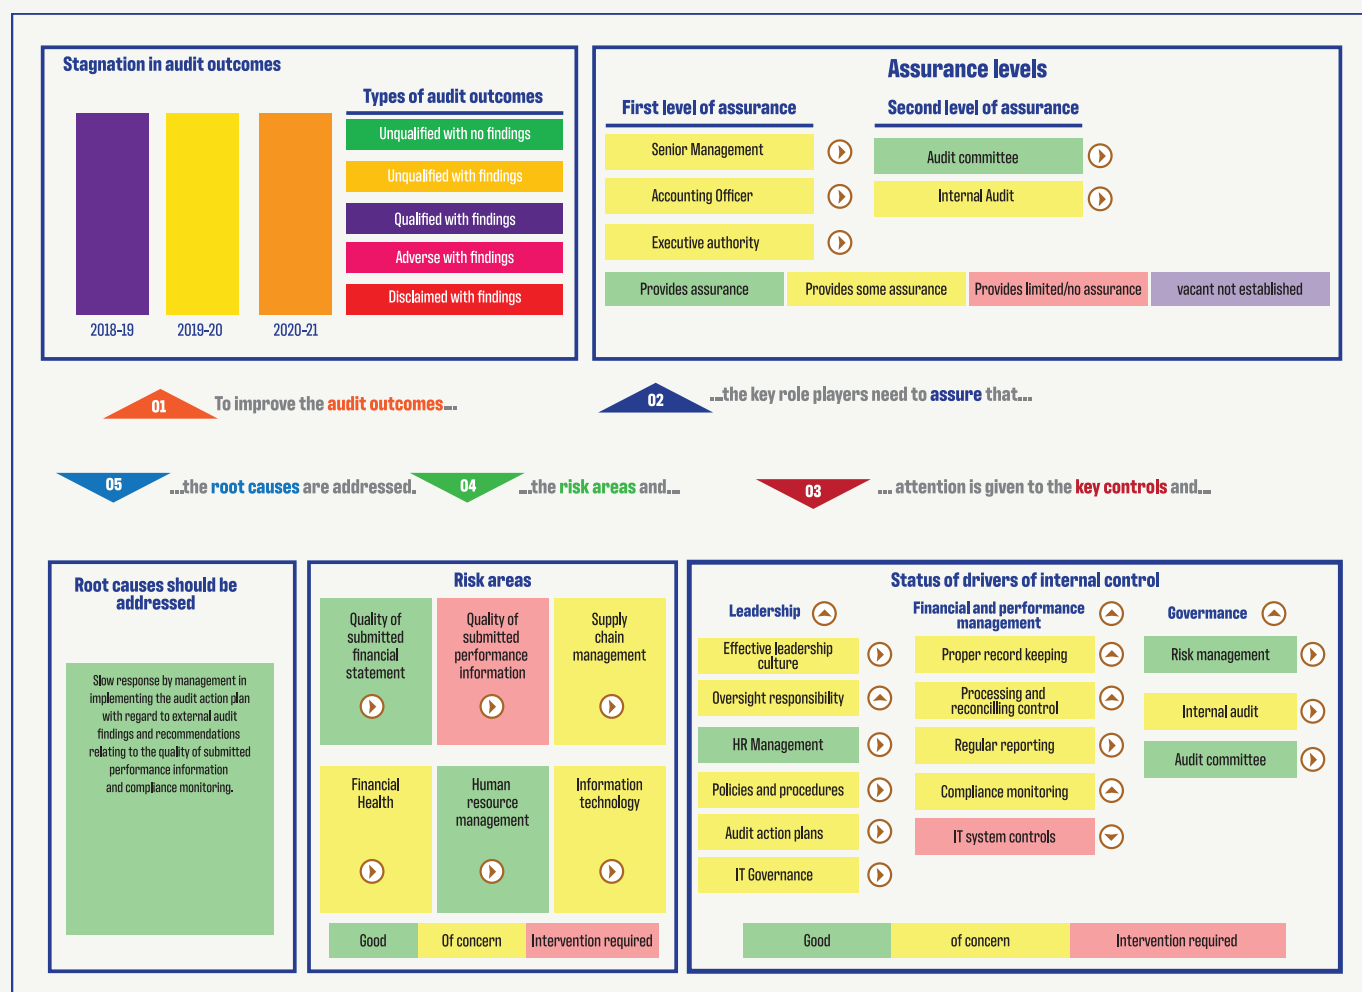 Stagnation in audit outcomes
Types of audit outcomes
Unqualified with no findings
Unqualified with findings
Qualified with findings
Adverse with findings
Disclaimed with findings
2018-19
2019-20
2020-21
Assurance levels
First level of assurance
Senior Management
Accounting Officer
Executive authority
Second level of assurance
Audit committee
Internal Audit
Provides assurance
Provides some assurance
Provides limited/no assurance
vacant not established
01
To improve the audit outcomes...
02
...the key role players need to assure that...
05
...the root causes are addressed.
04
...the risk areas and...
03
... attention is given to the key controls and...
Root causes should be
addressed
Slow response by management in
implementing the audit action plan
with regard to external audit
findings and recommendations
relating to the quality of submitted
performance information
and compliance monitoring.
Risk areas
Quality of
submitted
financial
statement
Quality of
submitted
performance
information
Supply
chain
management
Financial
Health
Human
resource
management
Information
technology
Good
Of concern
Intervention required
Status of drivers of internal control
Leadership
Effective leadership
culture
Oversight responsibility
HR Management
Policies and procedures
Audit action plans
IT Governance
Financial and performance
management
Proper record keeping
Processing and
reconcilling control
Regular reporting
Compliance monitoring
IT system controls
Governance
Risk management
Internal audit
Audit committee
Good
of concern
Intervention required